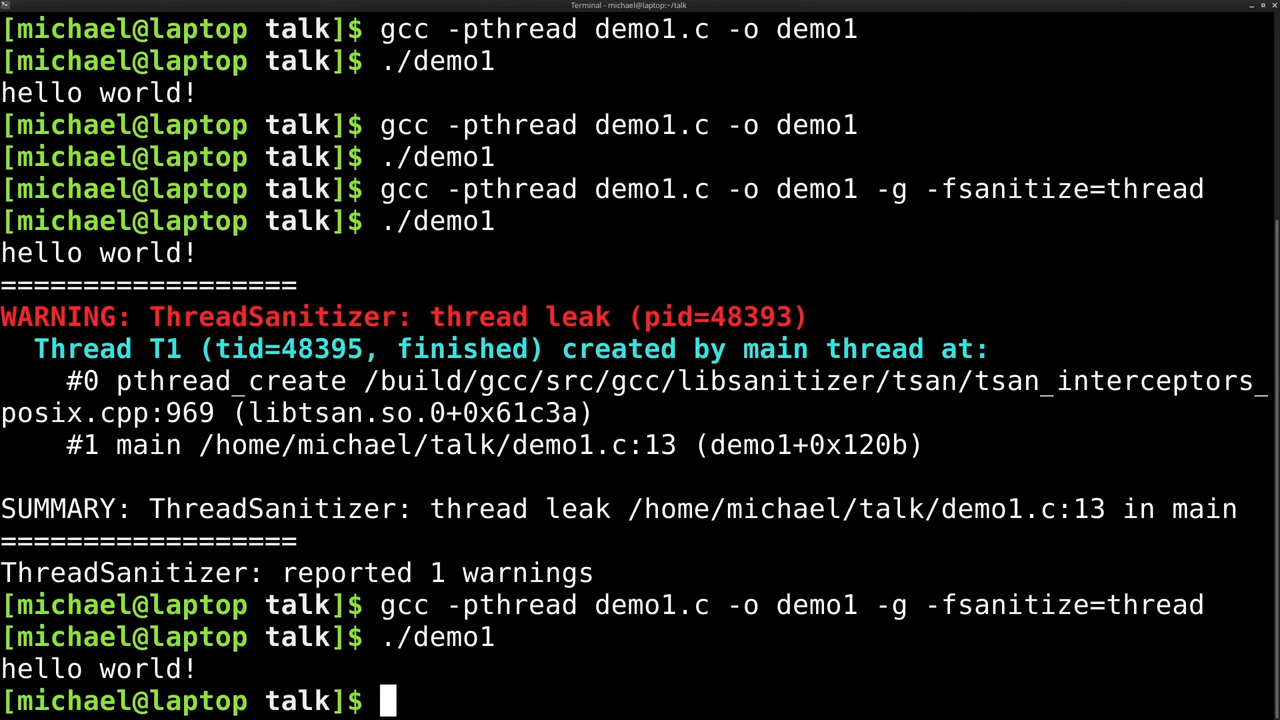 Terminal - michael@laptop:~/talk
[michael@laptop talk]$ gcc -pthread demo1.c -o demo1
[michael@laptop talk]$ ./demo1
hello world!
[michael@laptop talk]$ gcc -pthread demo1.c -o demo1
[michael@laptop talk]$ ./demo1
[michael@laptop talk]$ gcc -pthread demo1.c -o demo1 -g -fsanitize=thread
[michael@laptop talk]$ ./demo1
hello world!
==================
WARNING: ThreadSanitizer: thread leak (pid=48393)
  Thread T1 (tid=48395, finished) created by main thread at:
    #0 pthread_create /build/gcc/src/gcc/libsanitizer/tsan/tsan_interceptors_
posix.cpp:969 (libtsan.so.0+0x61c3a)
    #1 main /home/michael/talk/demo1.c:13 (demo1+0x120b)
SUMMARY: ThreadSanitizer: thread leak /home/michael/talk/demo1.c:13 in main
==================
ThreadSanitizer: reported 1 warnings
[michael@laptop talk]$ gcc -pthread demo1.c -o demo1 -g -fsanitize=thread
[michael@laptop talk]$ ./demo1
hello world!
[michael@laptop talk]$